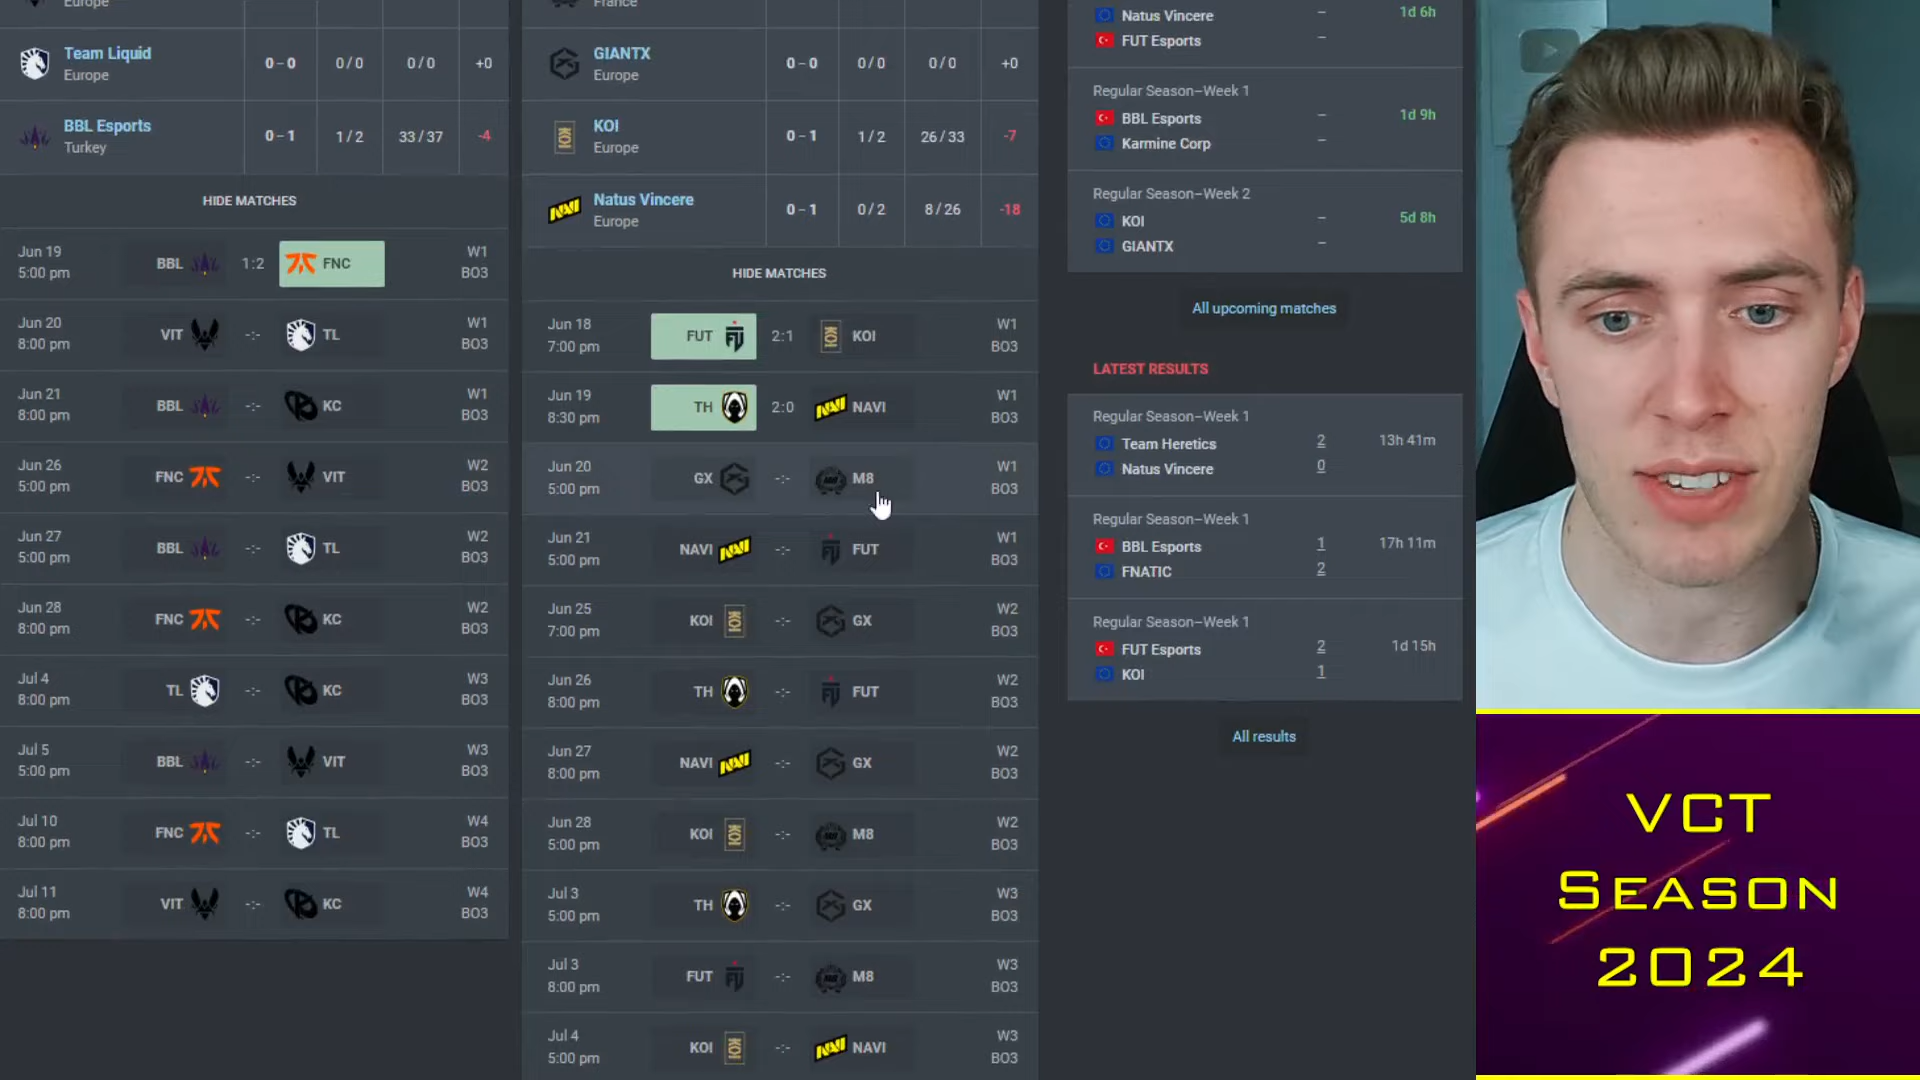 Europe
Team Liquid
Europe
0 – 0
0 / 0
0 / 0
+0
BBL Esports
Turkey
0 – 1
1 / 2
33 / 37
-4
HIDE MATCHES
Jun 19
5:00 pm
BBL
1:2
FNC
W1
BO3
Jun 20
8:00 pm
VIT
-:-
TL
W1
BO3
Jun 21
8:00 pm
BBL
-:-
KC
W1
BO3
Jun 26
5:00 pm
FNC
-:-
VIT
W2
BO3
Jun 27
5:00 pm
BBL
-:-
TL
W2
BO3
Jun 28
8:00 pm
FNC
-:-
KC
W2
BO3
Jul 4
8:00 pm
TL
-:-
KC
W3
BO3
Jul 5
5:00 pm
BBL
-:-
VIT
W3
BO3
Jul 10
8:00 pm
FNC
-:-
TL
W4
BO3
Jul 11
8:00 pm
VIT
-:-
KC
W4
BO3
France
GIANTX
Europe
0 – 0
0 / 0
0 / 0
+0
KOI
KOI
Europe
0 – 1
1 / 2
26 / 33
-7
Natus Vincere
Europe
0 – 1
0 / 2
8 / 26
-18
HIDE MATCHES
Jun 18
7:00 pm
FUT
2:1
KOI
W1
BO3
Jun 19
8:30 pm
TH
2:0
NAVI
W1
BO3
Jun 20
5:00 pm
GX
-:-
M8
W1
BO3
Jun 21
5:00 pm
NAVI
-:-
FUT
W1
BO3
Jun 25
7:00 pm
KOI
-:-
GX
W2
BO3
Jun 26
8:00 pm
TH
-:-
FUT
W2
BO3
Jun 27
8:00 pm
NAVI
-:-
GX
W2
BO3
Jun 28
5:00 pm
KOI
-:-
M8
W2
BO3
Jul 3
5:00 pm
TH
-:-
GX
W3
BO3
Jul 3
8:00 pm
FUT
-:-
M8
W3
BO3
Jul 4
5:00 pm
KOI
-:-
NAVI
W3
BO3
Natus Vincere
–
1d 6h
FUT Esports
–
Regular Season–Week 1
BBL Esports
–
1d 9h
Karmine Corp
–
Regular Season–Week 2
KOI
–
5d 8h
GIANTX
–
All upcoming matches
LATEST RESULTS
Regular Season–Week 1
Team Heretics
2
13h 41m
Natus Vincere
0
Regular Season–Week 1
BBL Esports
1
17h 11m
FNATIC
2
Regular Season–Week 1
FUT Esports
2
1d 15h
KOI
1
All results
VCT
SEASON
2024